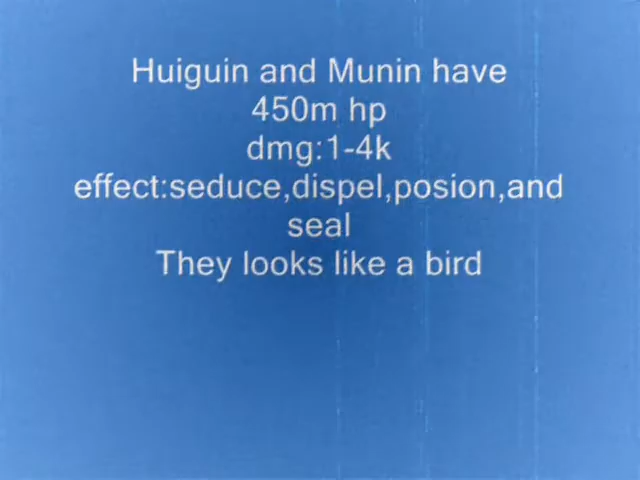 Huiguin and Munin have
450m hp
dmg:1-4k
effect:seduce,dispel,posion,and
seal
They looks like a bird